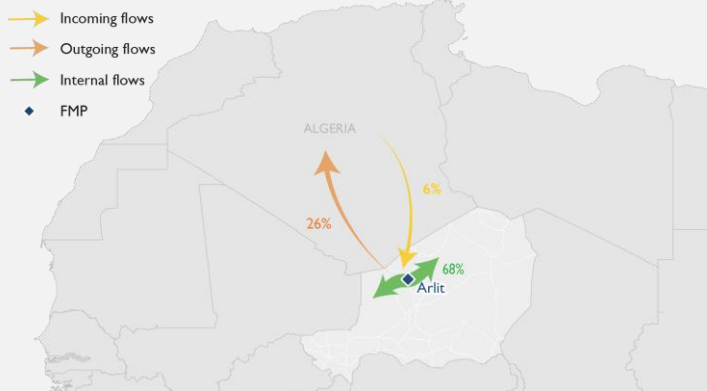 Incoming flows
Outgoing flows
Internal flows
FMP
ALGERIA
6%
26%
68%
Arlit